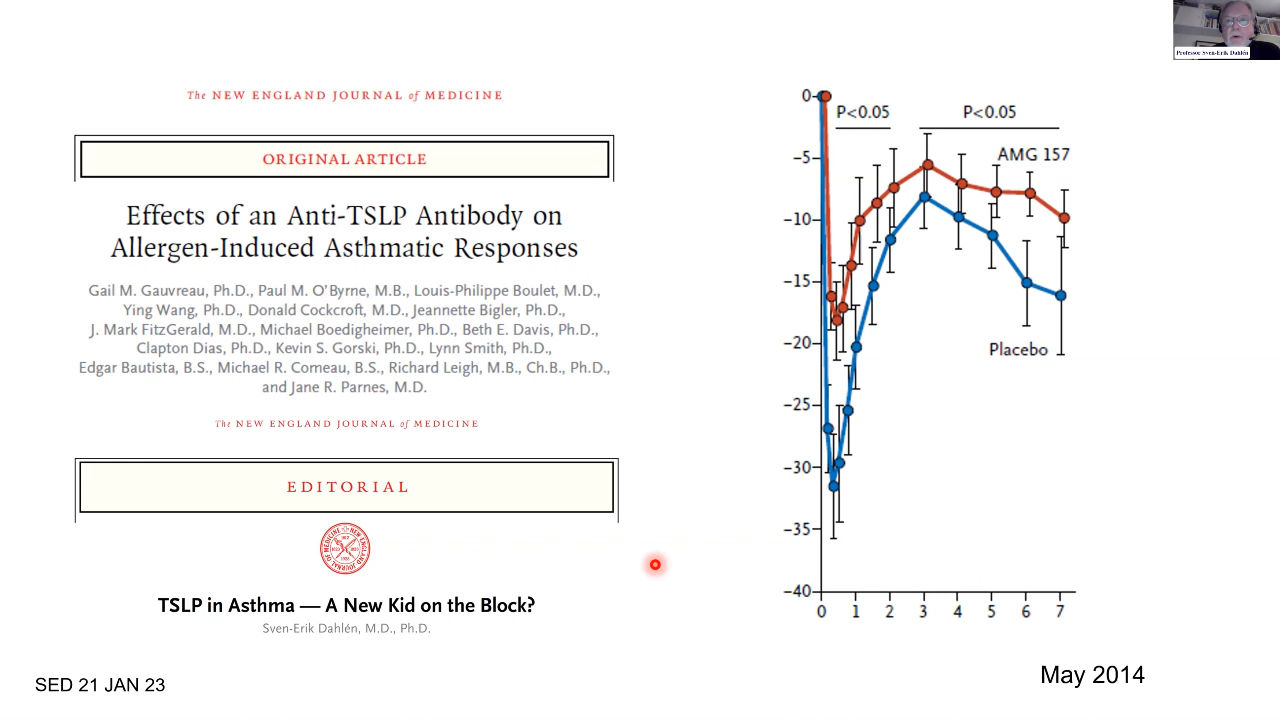 Professor Sven-Erik Dahlén
The NEW ENGLAND JOURNAL of MEDICINE
ORIGINAL ARTICLE
Effects of an Anti-TSLP Antibody on
Allergen-Induced Asthmatic Responses
Gail M. Gauvreau, Ph.D., Paul M. O'Byrne, M.B., Louis-Philippe Boulet, M.D.,
Ying Wang, Ph.D., Donald Cockcroft, M.D., Jeannette Bigler, Ph.D.,
J. Mark FitzGerald, M.D., Michael Boedigheimer, Ph.D., Beth E. Davis, Ph.D.,
Clapton Dias, Ph.D., Kevin S. Gorski, Ph.D., Lynn Smith, Ph.D.,
Edgar Bautista, B.S., Michael R. Comeau, B.S., Richard Leigh, M.B., Ch.B., Ph.D.,
and Jane R. Parnes, M.D.
The NEW ENGLAND JOURNAL of MEDICINE
EDITORIAL
TSLP in Asthma — A New Kid on the Block?
Sven-Erik Dahlén, M.D., Ph.D.
SED 21 JAN 23
0
P<0.05 P<0.05
−5
AMG 157
−10
−15
−20
Placebo
−25
−30
−35
−40
0 1 2 3 4 5 6 7
May 2014